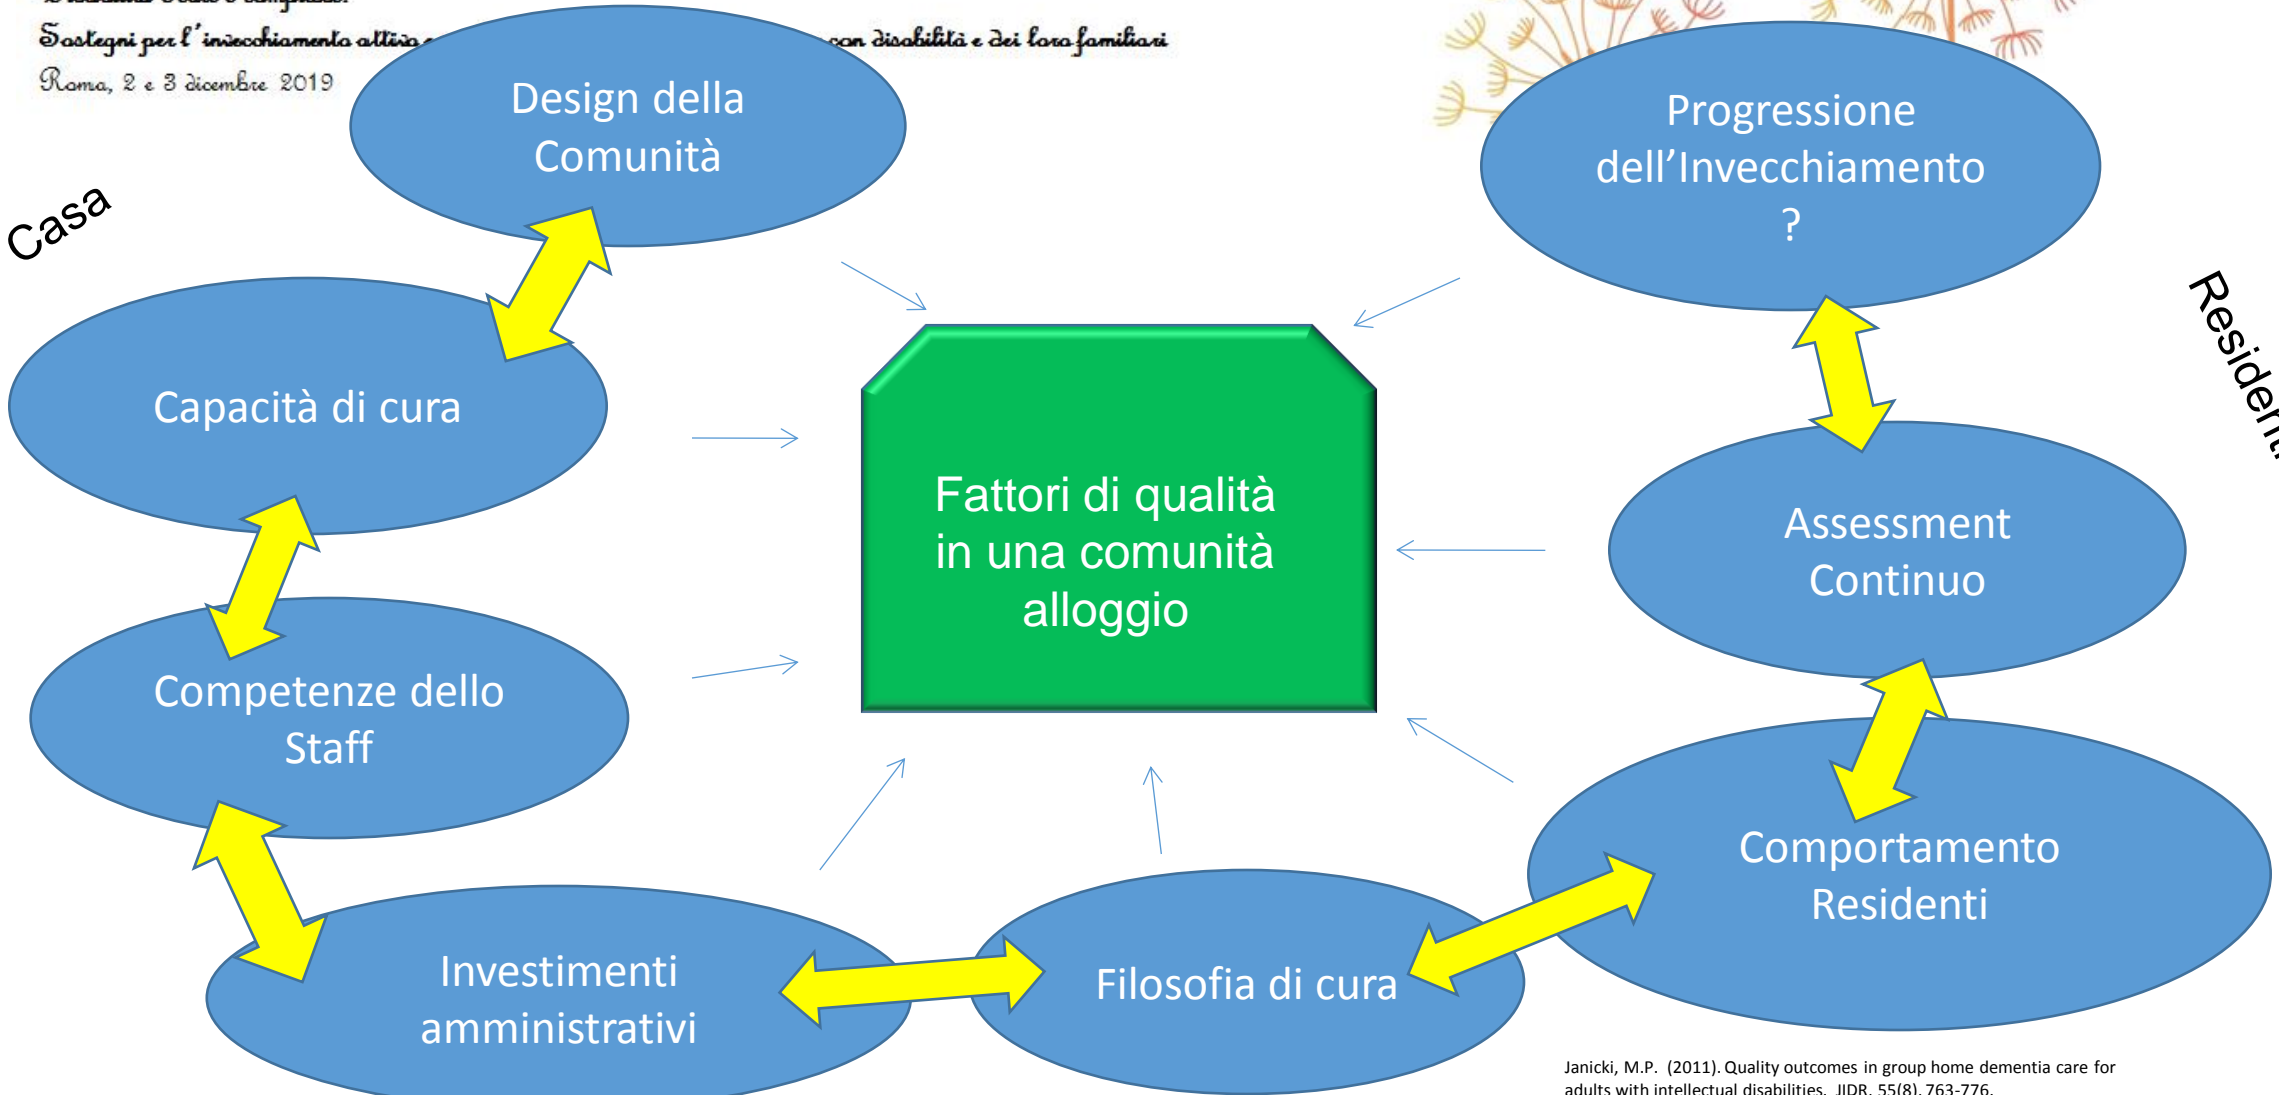 Sostegni per l'invecchiamento attivo con disabilità e dei loro familiari
Roma, 2 e 3 dicembre 2019
Design della
Comunità
Progressione
dell'Invecchiamento
?
Casa
Residenti
Capacità di cura
Fattori di qualità
in una comunità
alloggio
Assessment
Continuo
Competenze dello
Staff
Comportamento
Residenti
Investimenti
amministrativi
Filosofia di cura
Janicki, M.P. (2011). Quality outcomes in group home dementia care for
adults with intellectual disabilities. JIDR, 55(8), 763-776.